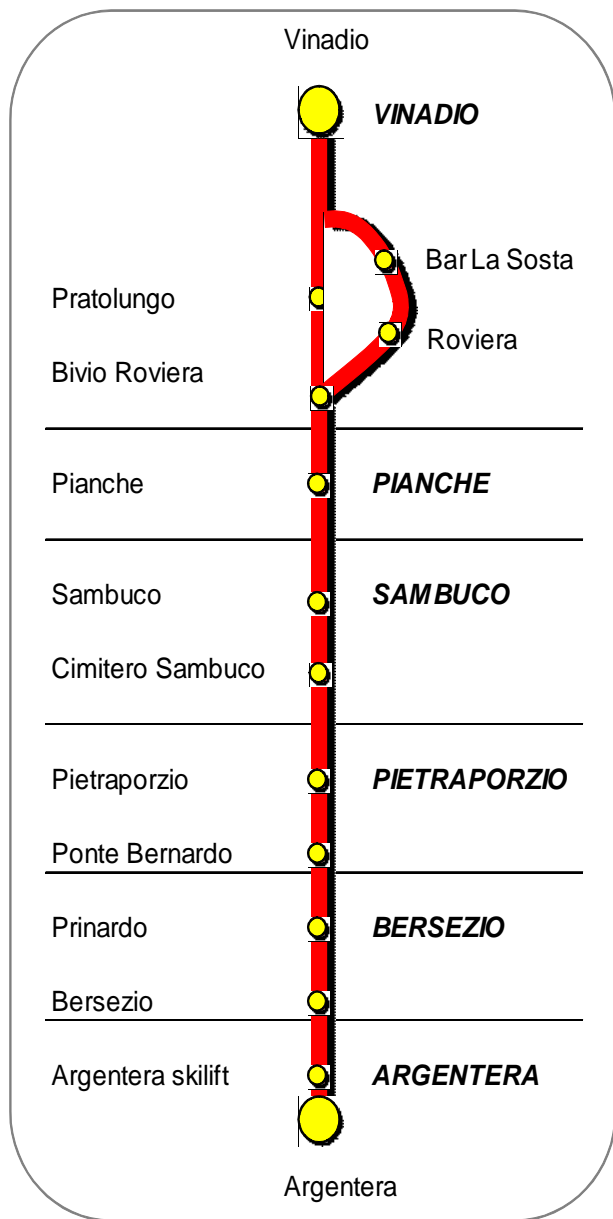 Vinadio
VINADIO
Bar La Sosta
Pratolungo
Roviera
Bivio Roviera
Pianche
PIANCHE
Sambuco
SAMBUCO
Cimitero Sambuco
Pietraporzio
PIETRAPORZIO
Ponte Bernardo
Prinardo
BERSEZIO
Bersezio
Argentera skilift
ARGENTERA
Argentera